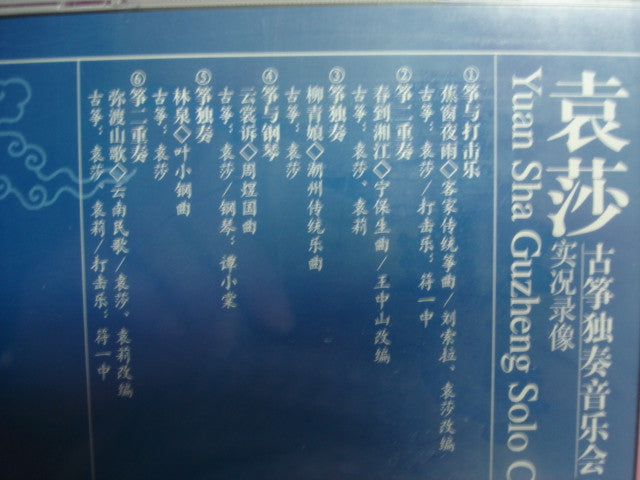 袁莎古筝独奏音乐会
实况录像
Yuan Sha Guzheng Solo C
①筝与打击乐
蕉窗夜雨◇客家传统筝曲/刘索拉、袁莎改编
古筝：袁莎/打击乐：符一中
②筝二重奏
春到湘江◇宁保生曲/王中山改编
古筝：袁莎、袁莉
③筝独奏
柳青娘◇潮州传统乐曲
古筝：袁莎
④筝与钢琴
云裳诉◇周煜国曲
古筝：袁莎/钢琴：谭小棠
⑤筝独奏
林泉◇叶小钢曲
古筝：袁莎
⑥筝二重奏
弥渡山歌◇云南民歌/袁莎、袁莉改编
古筝：袁莎 袁莉/打击乐：符一中